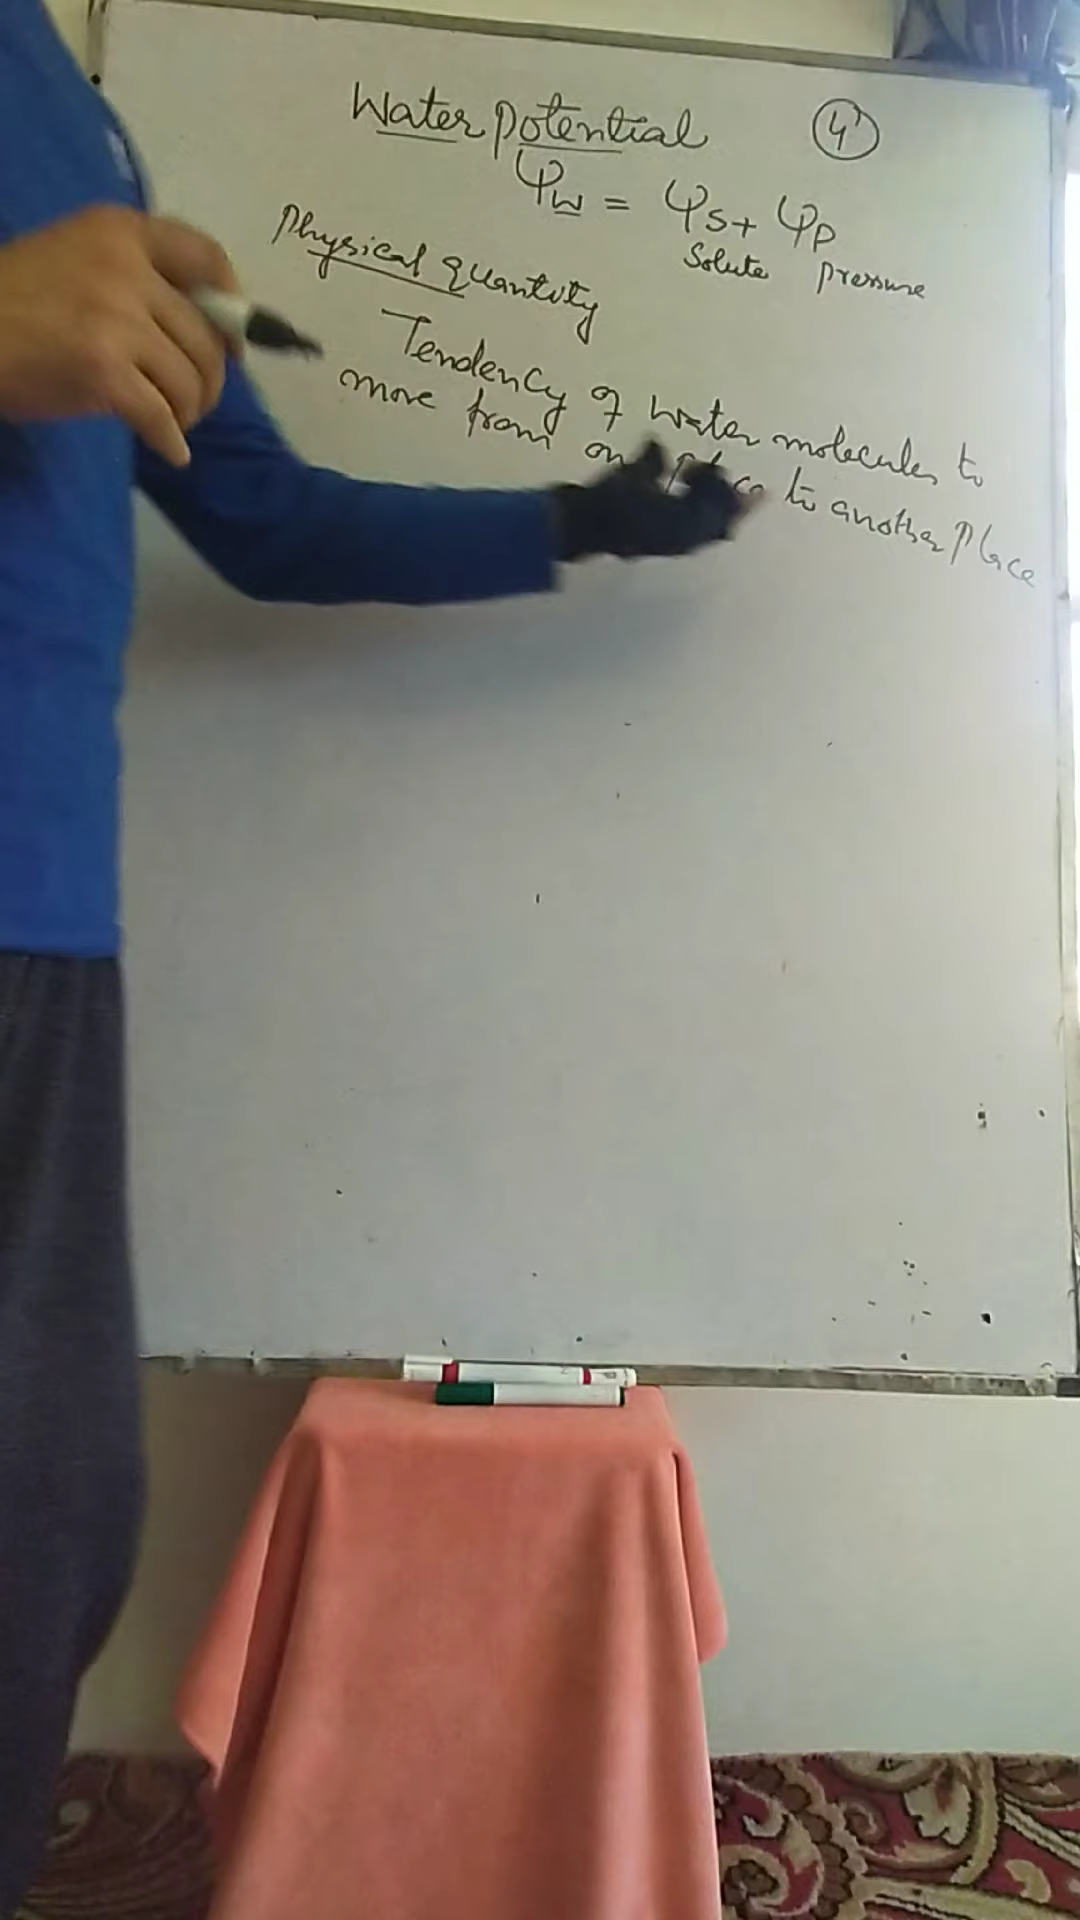 Water potential 4
Ψw = Ψs + Ψp
Solute pressure
Physical quantity
Tendency of water molecules to
move from place to another place